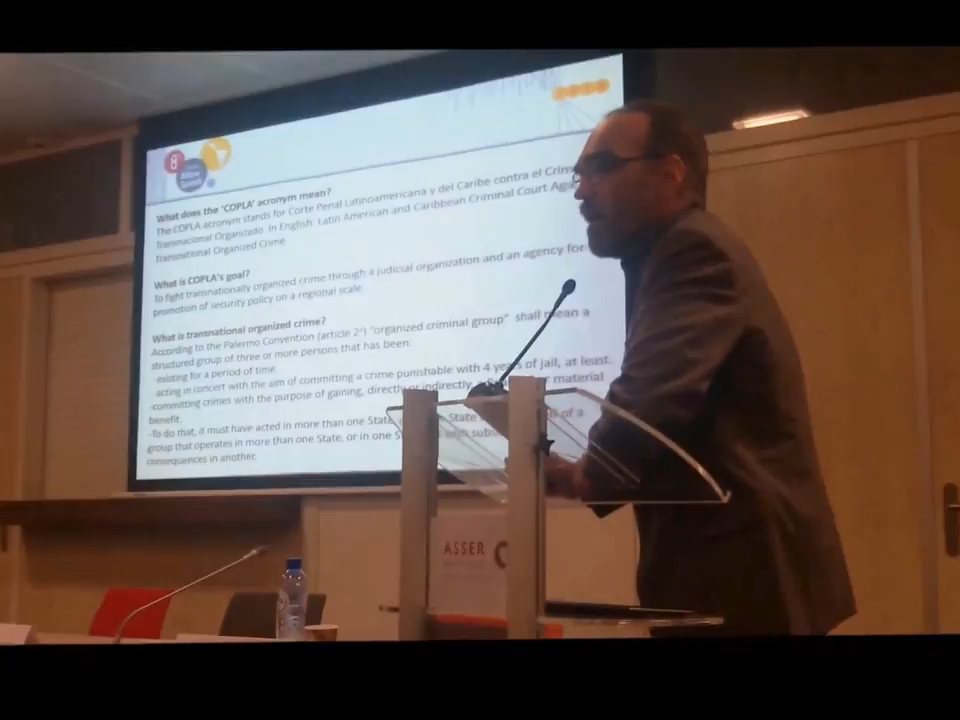 8
What does the 'COPLA' acronym mean?
The COPLA acronym stands for Corte Penal Latinoamericana y del Caribe contra el Crim
Transnacional Organizado. In English: Latin American and Caribbean Criminal Court Aga
Transnational Organized Crime
What is COPLA's goal?
To fight transnationally organized crime through a judicial organization and an agency for
promotion of security policy on a regional scale.
What is transnational organized crime?
According to the Palermo Convention (article 2°) "organized criminal group" shall mean a
structured group of three or more persons that has been:
existing for a period of time.
acting in concert with the aim of committing a crime punishable with 4 years of jail, at least.
-committing crimes with the purpose of gaining, directly or indirectly, material
benefit.
-To do that, it must have acted in more than one State, State of a
group that operates in more than one State, or in one S with subs
consequences in another.
ASSER